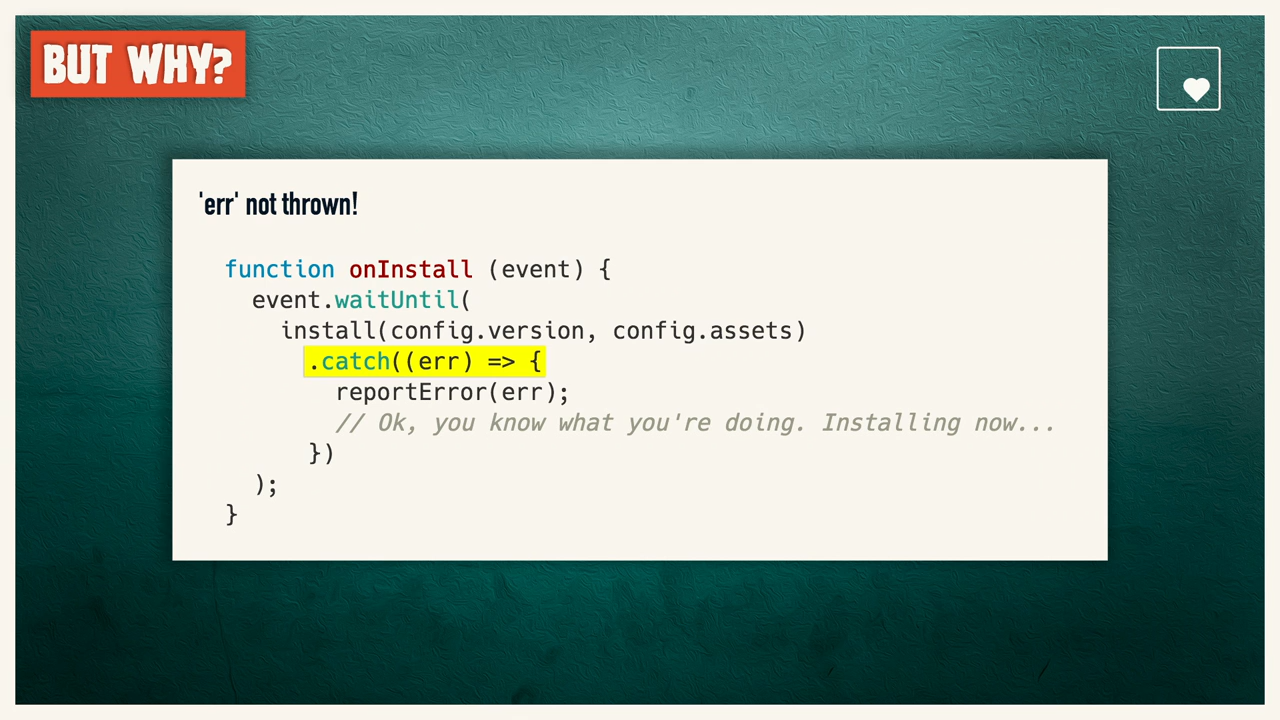 BUT WHY?
'err' not thrown!
function onInstall (event) {
event.waitUntil(
install(config.version, config.assets)
.catch((err) => {
reportError(err);
// Ok, you know what you're doing. Installing now...
})
);
}